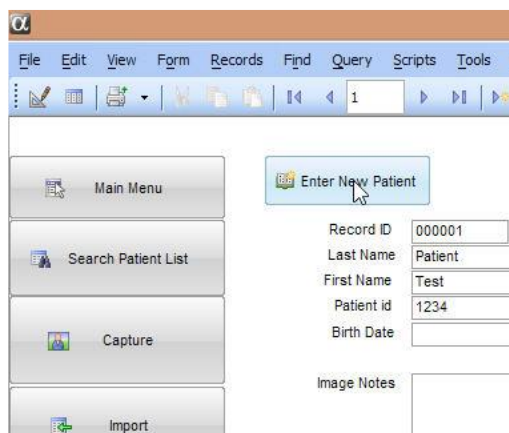 α
File Edit View Form Records Find Query Scripts Tools
1
Enter New Patient
Main Menu
Record ID 000001
Search Patient List
Last Name Patient
First Name Test
Patient id 1234
Birth Date
Capture
Image Notes
Import